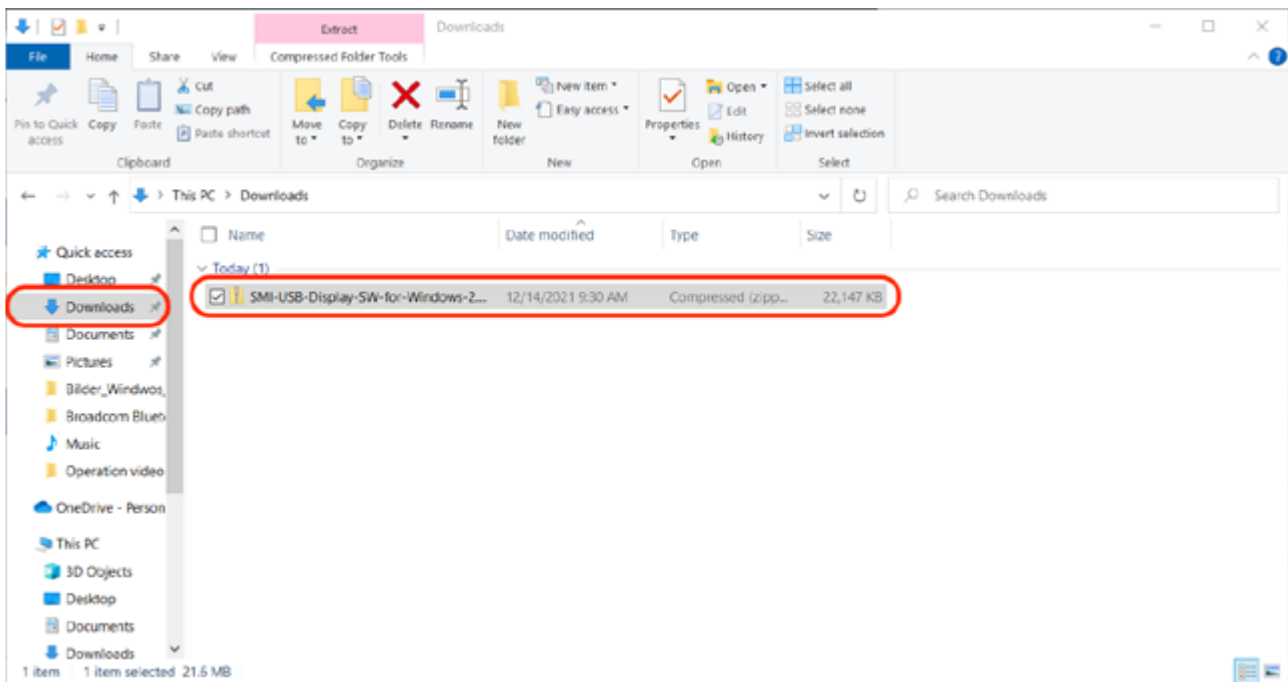 Extract
Downloads
File
Home
Share
View
Compressed Folder Tools
Pin to Quick access
Copy
Paste
Cut
Copy path
Paste shortcut
Clipboard
Move to
Copy to
Delete
Rename
Organize
New folder
New item
Easy access
New
Properties
Open
Edit
History
Open
Select all
Select none
Invert selection
Select
This PC > Downloads
Search Downloads
Name
Date modified
Type
Size
Today (1)
SMI-USB-Display-SW-for-Windows-2...
12/14/2021 9:30 AM
Compressed (zipp...
22,147 KB
Quick access
Desktop
Downloads
Documents
Pictures
Bilder_Windwos_
Broadcom Blueto
Music
Operation video
OneDrive - Person
This PC
3D Objects
Desktop
Documents
Downloads
1 item
1 item selected 21.6 MB